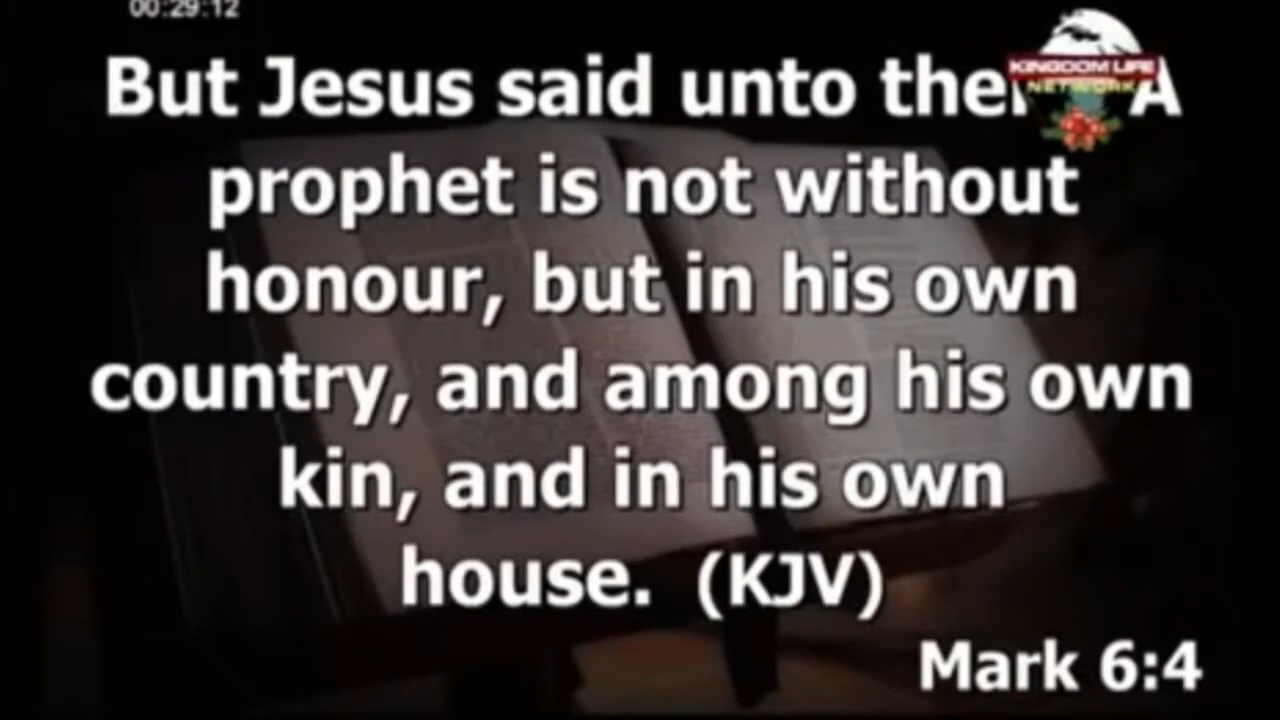 00:29:12
But Jesus said unto A
KINGDOM LIFE
NETWORK
prophet is not without
honour, but in his own
country, and among his own
kin, and in his own
house. (KJV)
Mark 6:4